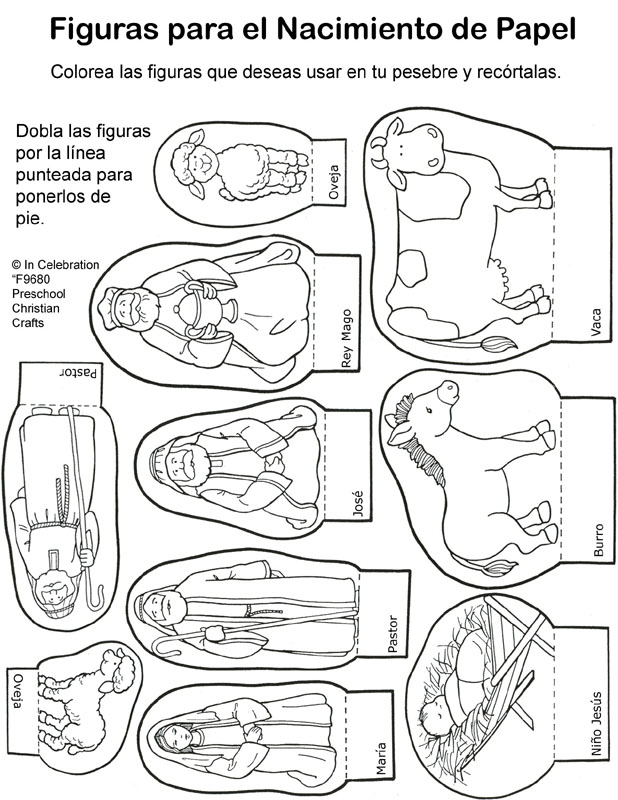 Figuras para el Nacimiento de Papel
Colorea las figuras que deseas usar en tu pesebre y recórtalas.
Dobla las figuras
por la línea
punteada para
ponerlos de
pie.
© In Celebration
“F9680
Preschool
Christian
Crafts
Oveja
Vaca
Rey Mago
Pastor
José
Burro
Pastor
Oveja
María
Niño Jesús